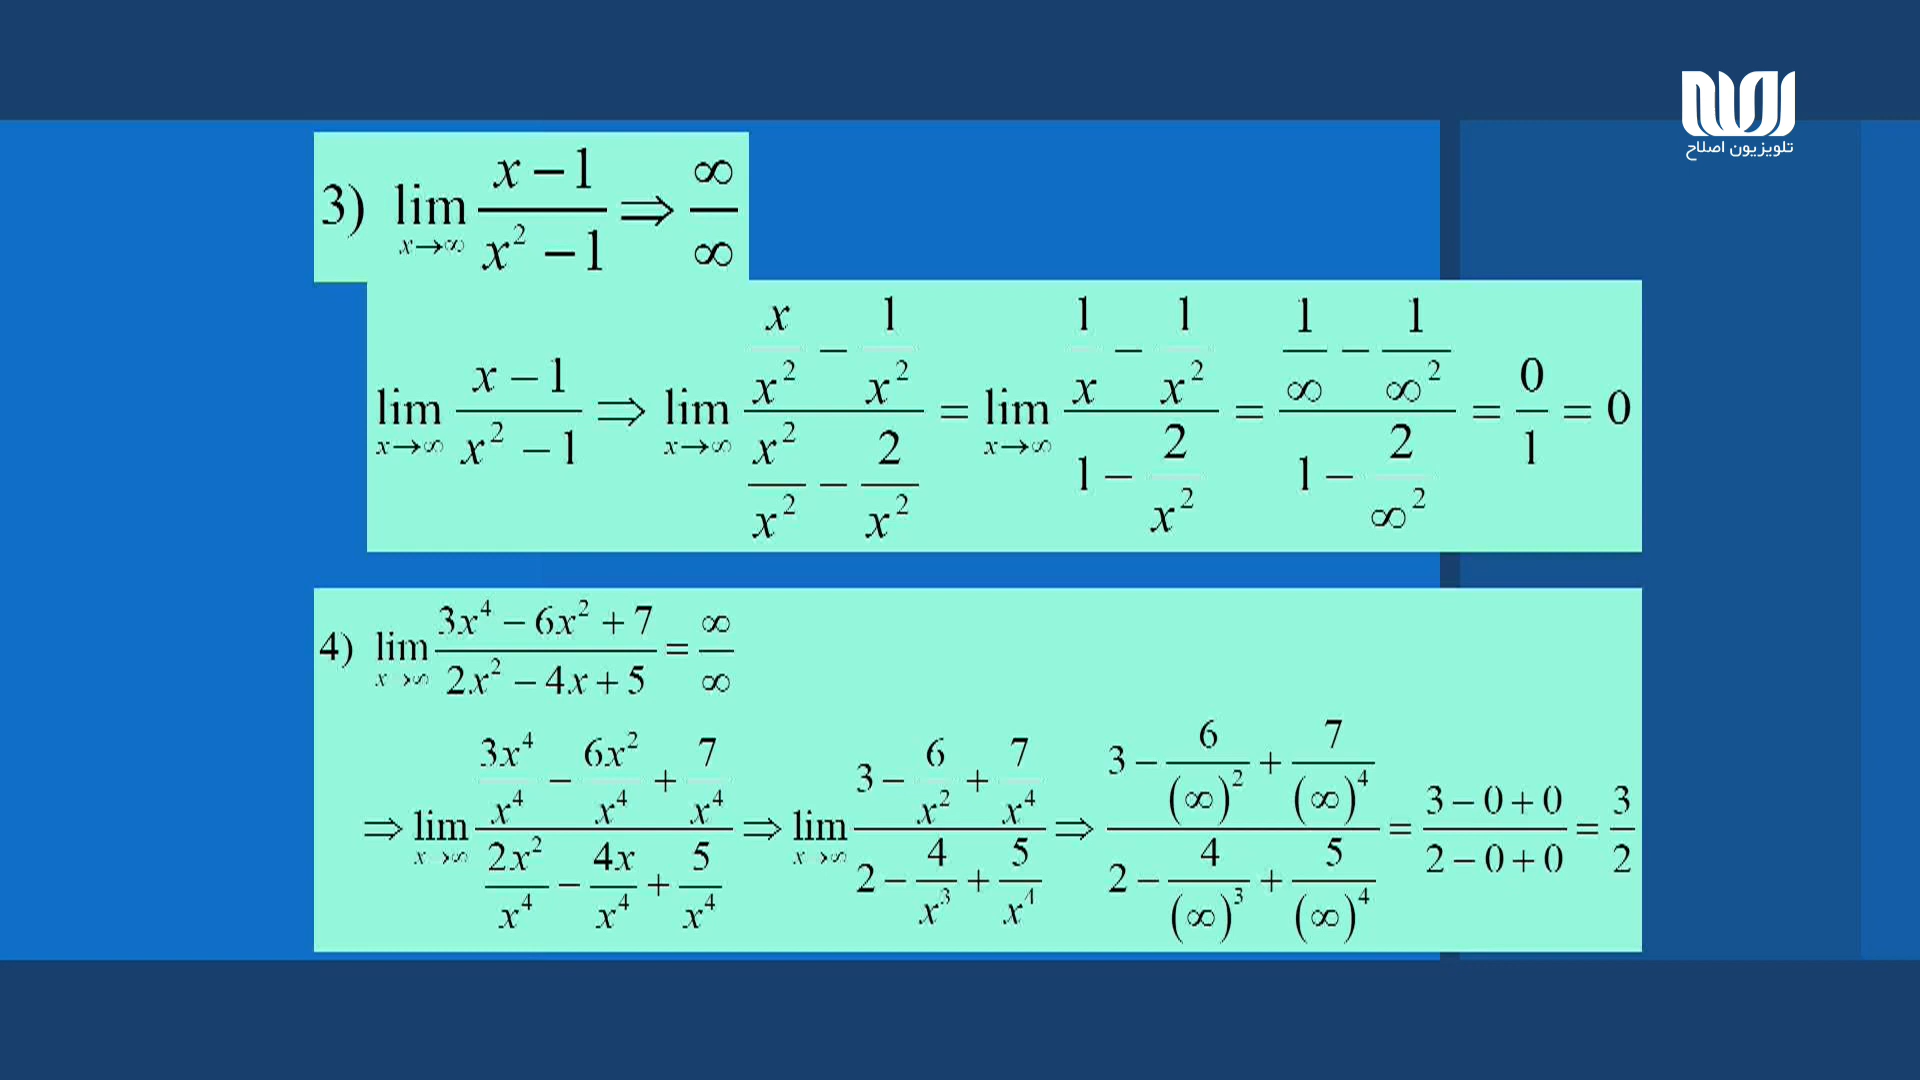 تلویزیون اصلاح
3) lim x→∞ (x − 1)/(x² − 1) ⇒ ∞/∞
lim x→∞ (x − 1)/(x² − 1) ⇒ lim x→∞ (x/x² − 1/x²)/(x²/x² − 2/x²) = lim x→∞ (1/x − 1/x²)/(1 − 2/x²) = (1/∞ − 1/∞²)/(1 − 2/∞²) = 0/1 = 0
4) lim x→∞ (3x⁴ − 6x² + 7)/(2x² − 4x + 5) = ∞/∞
⇒ lim x→∞ (3x⁴/x⁴ − 6x²/x⁴ + 7/x⁴)/(2x²/x⁴ − 4x/x⁴ + 5/x⁴) ⇒ lim x→∞ (3 − 6/x² + 7/x⁴)/(2 − 4/x³ + 5/x⁴) ⇒ (3 − 6/(∞)² + 7/(∞)⁴)/(2 − 4/(∞)³ + 5/(∞)⁴) = (3 − 0 + 0)/(2 − 0 + 0) = 3/2